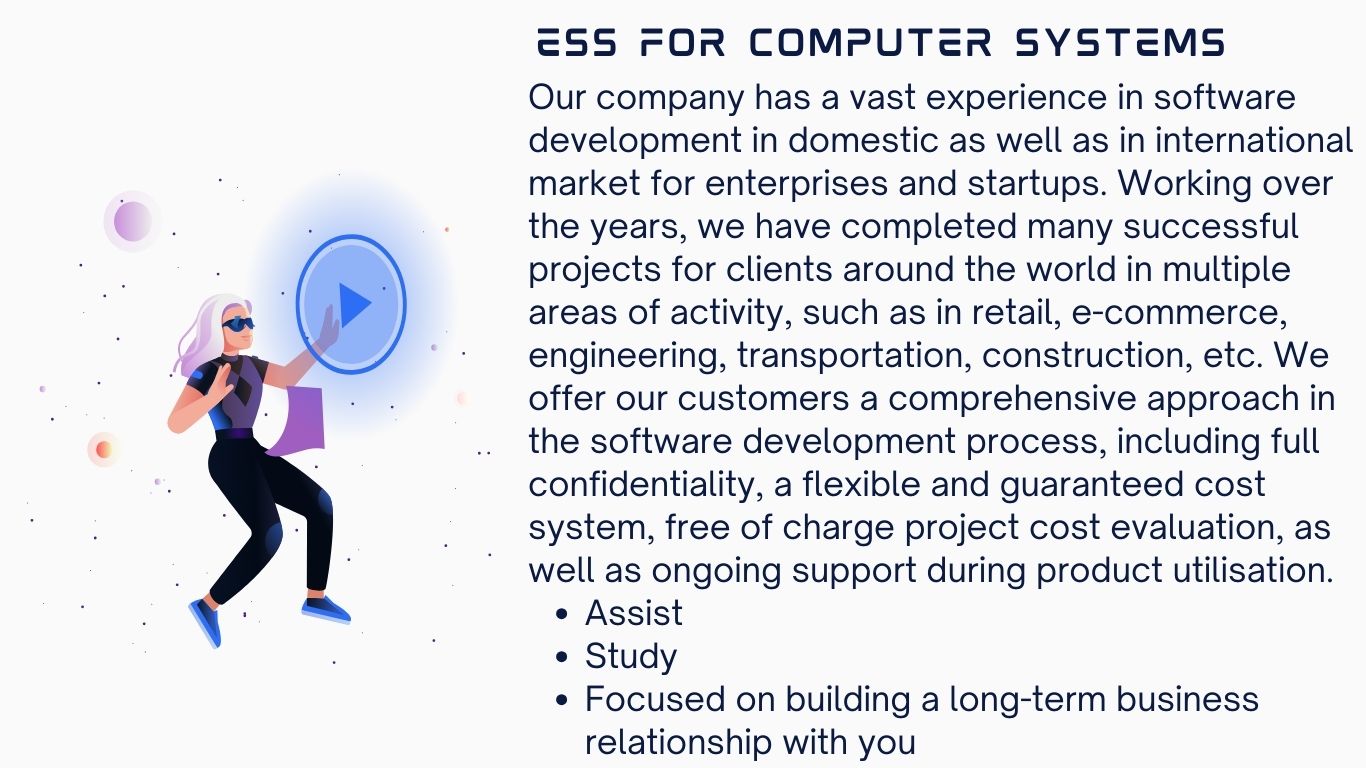 ESS FOR COMPUTER SYSTEMS
Our company has a vast experience in software
development in domestic as well as in international
market for enterprises and startups. Working over
the years, we have completed many successful
projects for clients around the world in multiple
areas of activity, such as in retail, e-commerce,
engineering, transportation, construction, etc. We
offer our customers a comprehensive approach in
the software development process, including full
confidentiality, a flexible and guaranteed cost
system, free of charge project cost evaluation, as
well as ongoing support during product utilisation.
• Assist
• Study
• Focused on building a long-term business
relationship with you